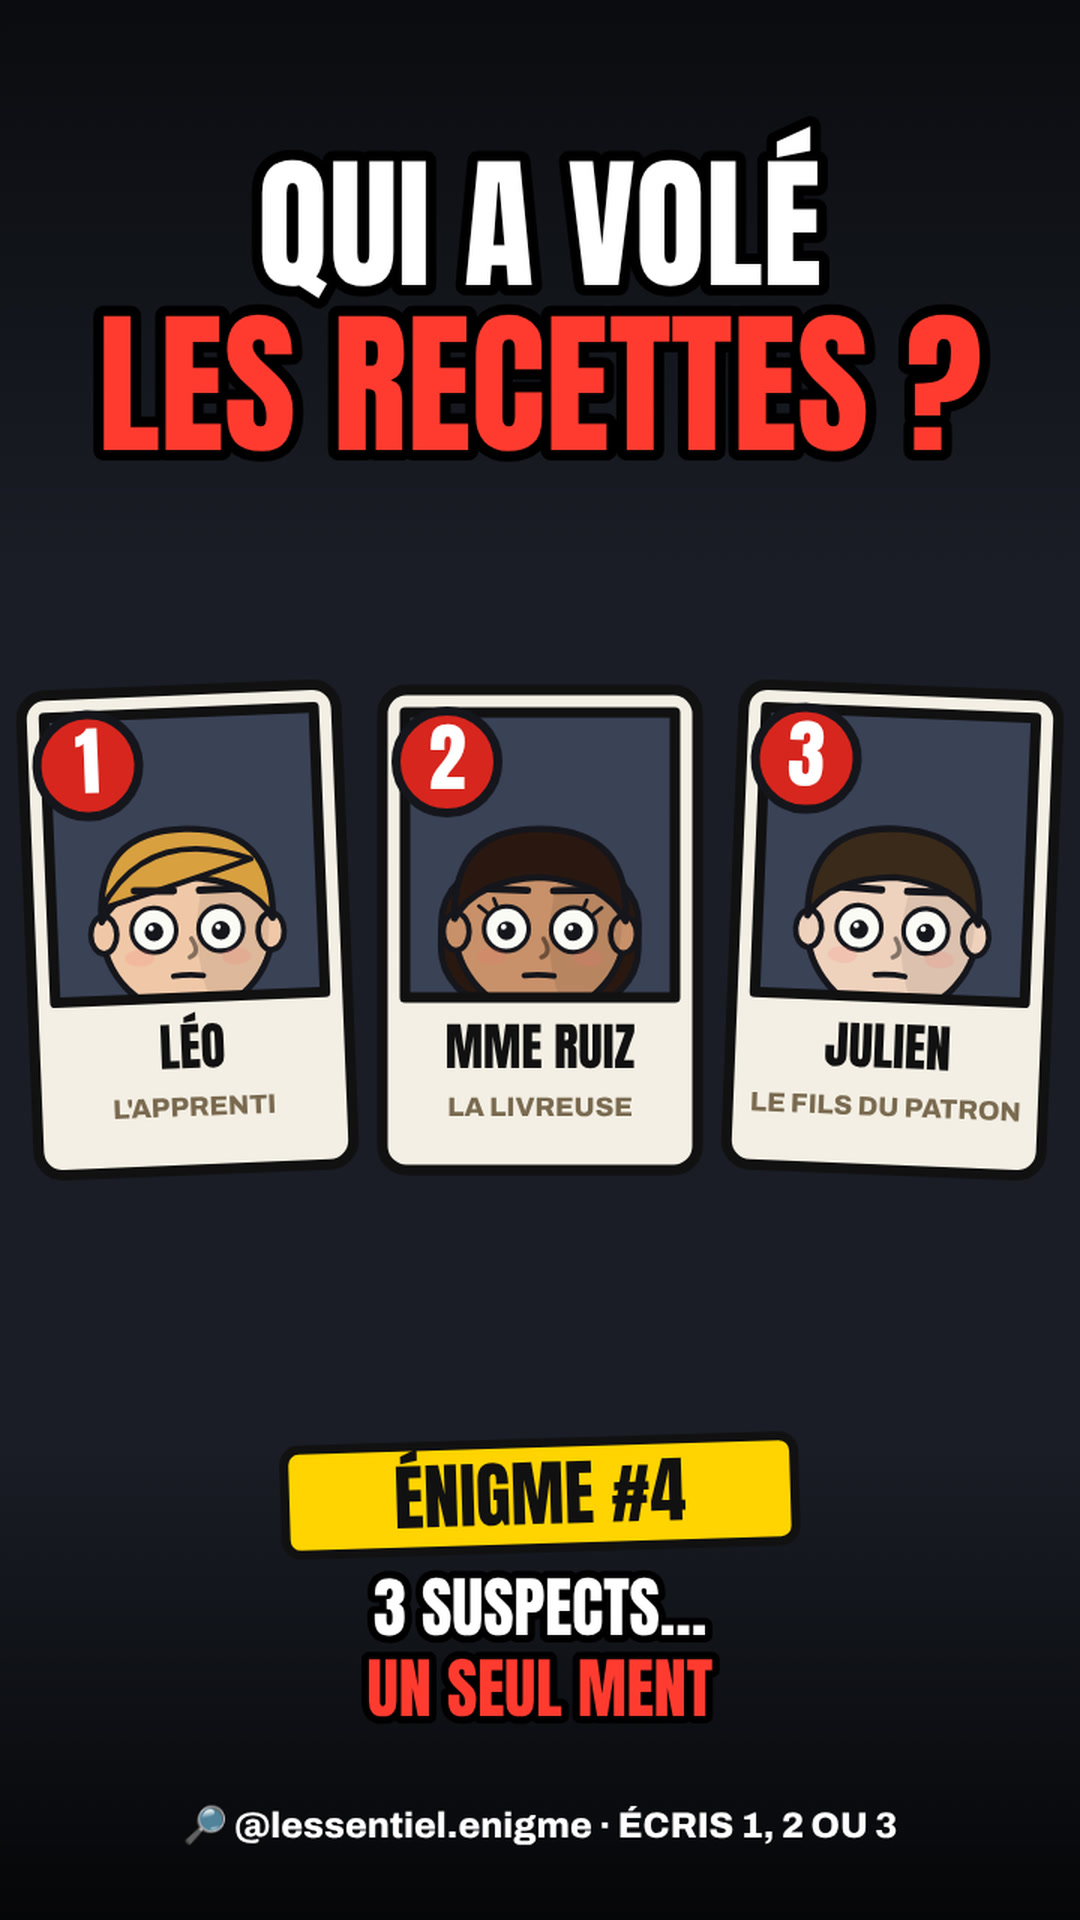 QUI A VOLÉ
LES RECETTES ?
1
2
3
LÉO
L'APPRENTI
MME RUIZ
LA LIVREUSE
JULIEN
LE FILS DU PATRON
ÉNIGME #4
3 SUSPECTS...
UN SEUL MENT
🔎 @lessentiel.enigme · ÉCRIS 1, 2 OU 3